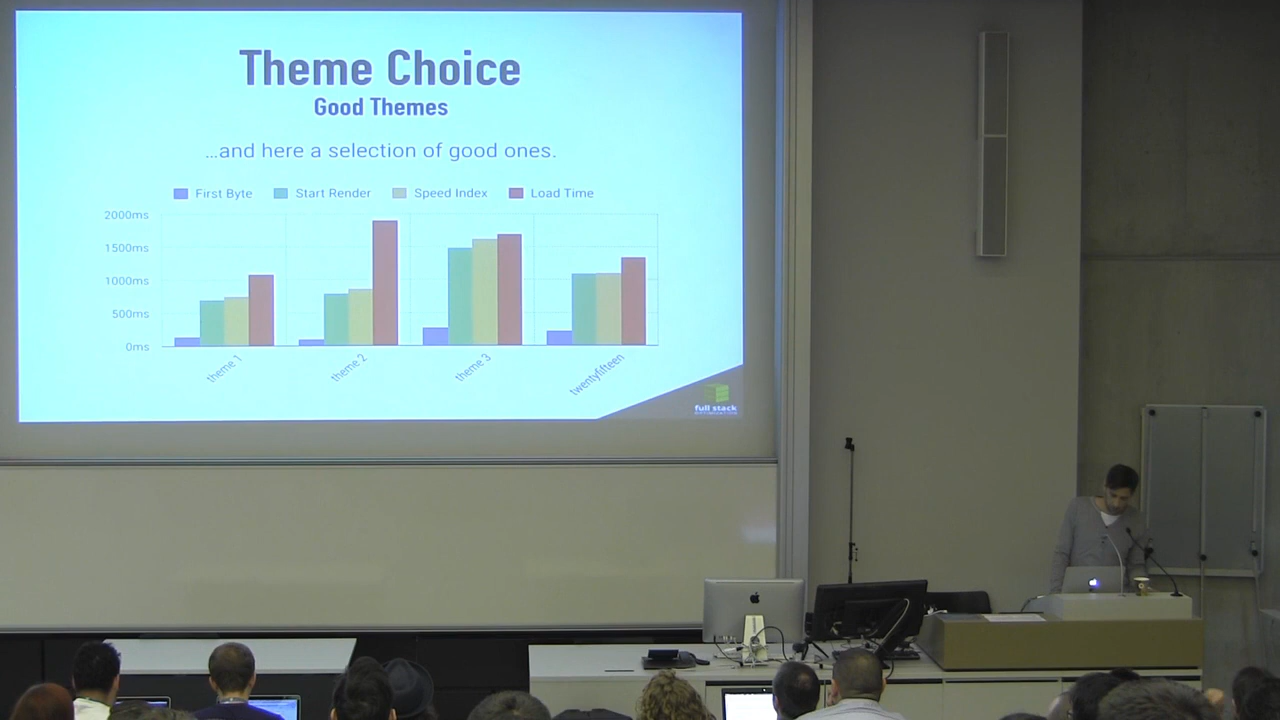 Theme Choice
Good Themes
...and here a selection of good ones.
First Byte Start Render Speed Index Load Time
2000ms
1500ms
1000ms
500ms
0ms
theme 1 theme 2 theme 3 twentyfifteen
full stack